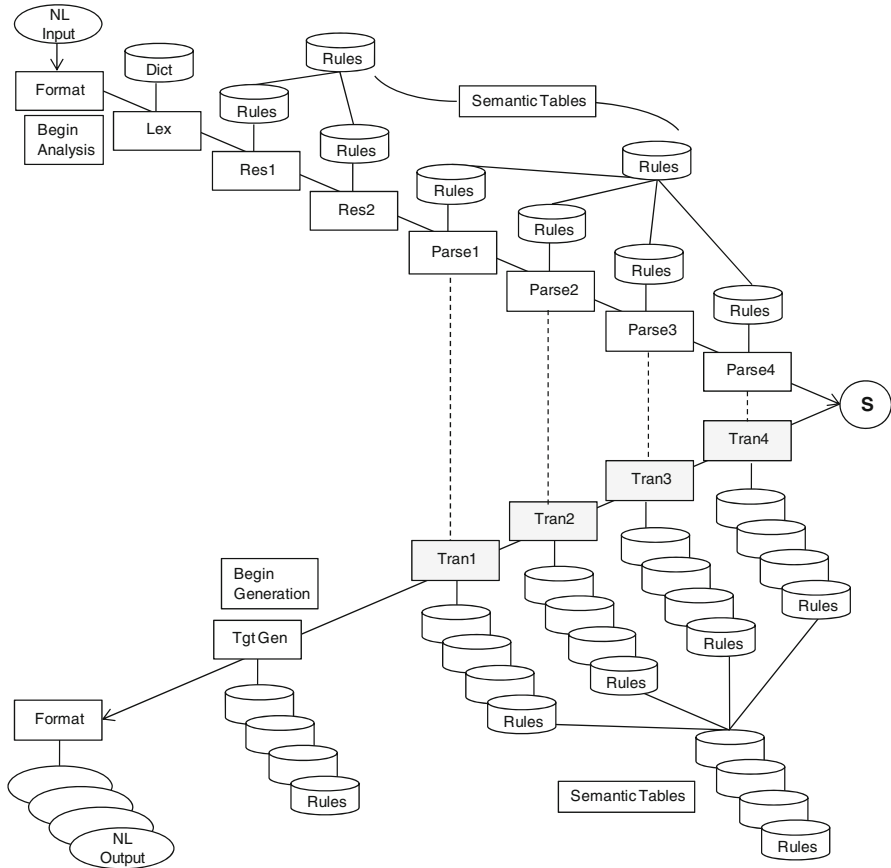 NL
Input
Format
Dict
Rules
Semantic Tables
Begin
Analysis
Lex
Rules
Rules
Rules
Res1
Rules
Res2
Rules
Parse1
Rules
Parse2
Rules
Parse3
Rules
Parse4
S
Tran4
Tran3
Tran2
Tran1
Begin
Generation
Rules
Tgt Gen
Rules
Rules
Rules
Format
Semantic Tables
Rules
Rules
NL
Output